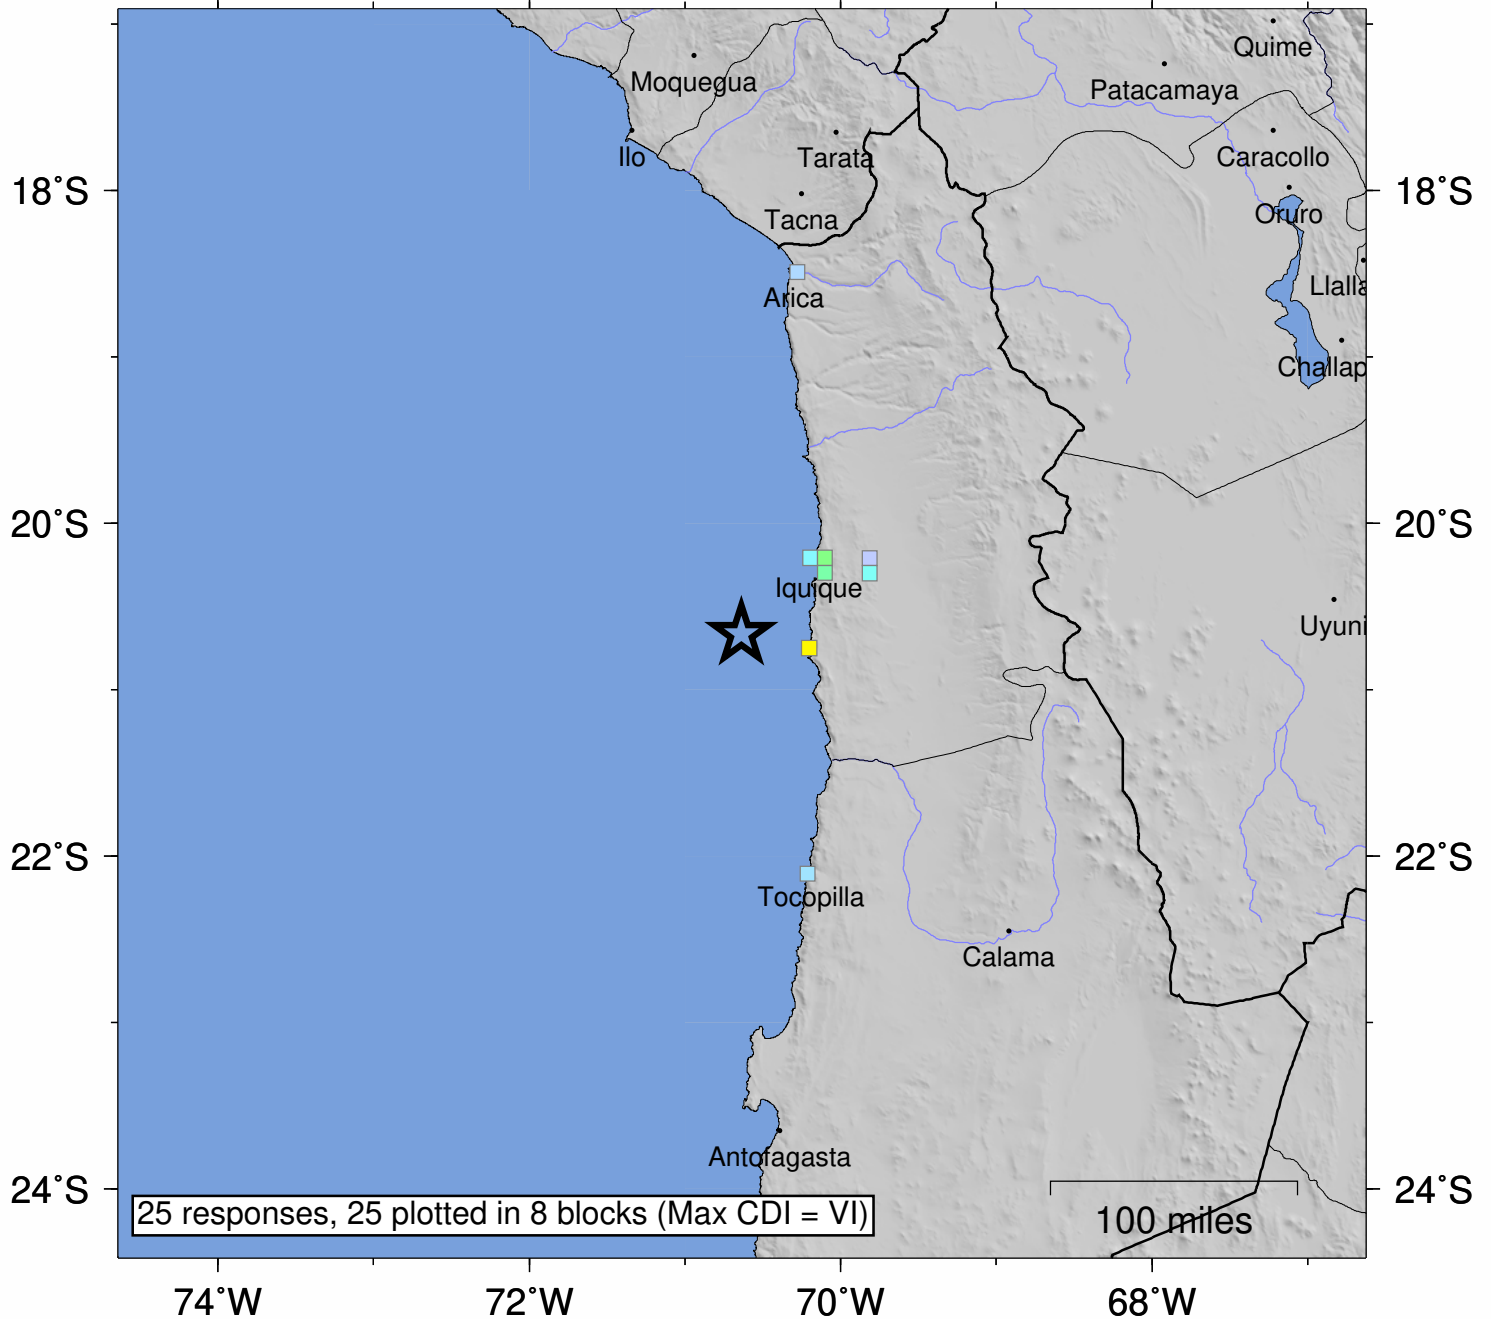 Quime
Moquegua
Patacamaya
Ilo
Tarata
Caracollo
18°S
18°S
Tacna
Oruro
Arica
Llalla
Challap
20°S
20°S
Iquique
Uyuni
22°S
22°S
Tocopilla
Calama
Antofagasta
24°S
24°S
25 responses, 25 plotted in 8 blocks (Max CDI = VI)
100 miles
74°W
72°W
70°W
68°W